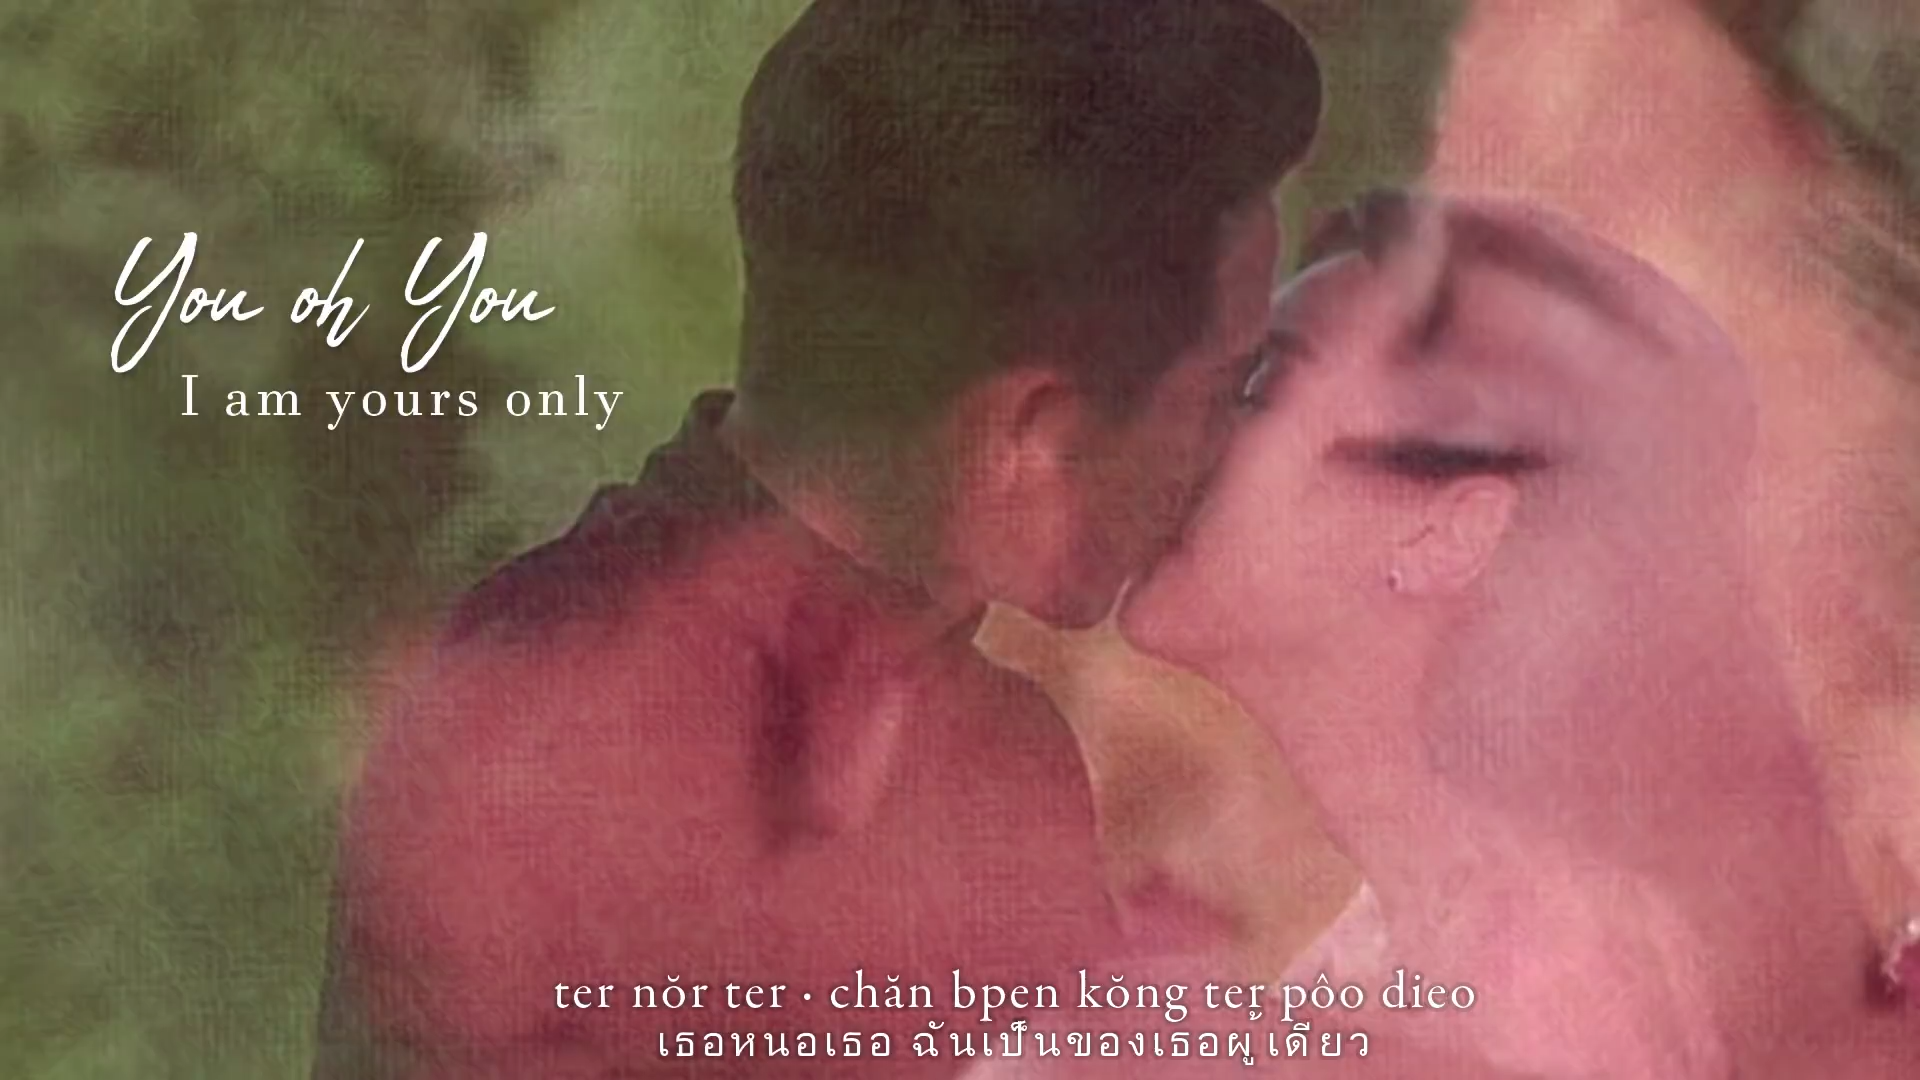 You oh You
I am yours only
ter nŏr ter · chăn bpen kŏng ter pôo dieo
เธอหนอเธอ ฉันเป็นของเธอผู้เดียว